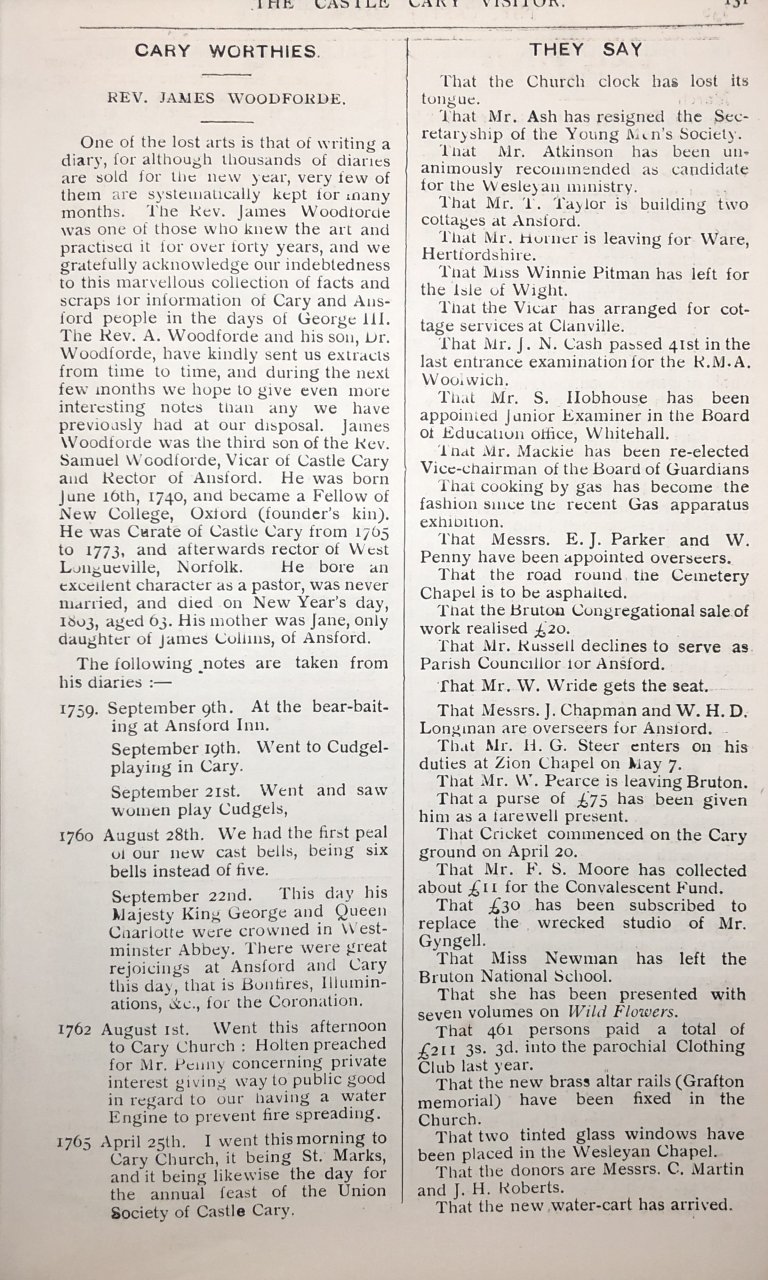 THE CASTLE CARY VISITOR.
131
CARY WORTHIES.
REV. JAMES WOODFORDE.
One of the lost arts is that of writing a
diary, for although thousands of diaries
are sold for the new year, very few of
them are systematically kept for many
months. The Rev. James Woodforde
was one of those who knew the art and
practised it for over forty years, and we
gratefully acknowledge our indebtedness
to this marvellous collection of facts and
scraps for information of Cary and Ans-
ford people in the days of George III.
The Rev. A. Woodforde and his son, Dr.
Woodforde, have kindly sent us extracts
from time to time, and during the next
few months we hope to give even more
interesting notes than any we have
previously had at our disposal. James
Woodforde was the third son of the Rev.
Samuel Woodforde, Vicar of Castle Cary
and Rector of Ansford. He was born
June 16th, 1740, and became a Fellow of
New College, Oxford (founder's kin).
He was Curate of Castle Cary from 1765
to 1773, and afterwards rector of West
Longueville, Norfolk. He bore an
excellent character as a pastor, was never
married, and died on New Year's day,
1803, aged 63. His mother was Jane, only
daughter of James Collins, of Ansford.
The following notes are taken from
his diaries :—
1759. September 9th. At the bear-bait-
ing at Ansford Inn.
September 19th. Went to Cudgel-
playing in Cary.
September 21st. Went and saw
women play Cudgels,
1760 August 28th. We had the first peal
of our new cast bells, being six
bells instead of five.
September 22nd. This day his
Majesty King George and Queen
Charlotte were crowned in West-
minster Abbey. There were great
rejoicings at Ansford and Cary
this day, that is Bonfires, Illumin-
ations, &c., for the Coronation.
1762 August 1st. Went this afternoon
to Cary Church : Holten preached
for Mr. Penny concerning private
interest giving way to public good
in regard to our having a water
Engine to prevent fire spreading.
1765 April 25th. I went this morning to
Cary Church, it being St. Marks,
and it being likewise the day for
the annual feast of the Union
Society of Castle Cary.
THEY SAY
That the Church clock has lost its
tongue.
That Mr. Ash has resigned the Sec-
retaryship of the Young Men's Society.
That Mr. Atkinson has been un-
animously recommended as candidate
for the Wesleyan ministry.
That Mr. T. Taylor is building two
cottages at Ansford.
That Mr. Horner is leaving for Ware,
Hertfordshire.
That Miss Winnie Pitman has left for
the Isle of Wight.
That the Vicar has arranged for cot-
tage services at Clanville.
That Mr. J. N. Cash passed 41st in the
last entrance examination for the R.M.A.
Woolwich.
That Mr. S. Hobhouse has been
appointed Junior Examiner in the Board
of Education office, Whitehall.
That Mr. Mackie has been re-elected
Vice-chairman of the Board of Guardians
That cooking by gas has become the
fashion since the recent Gas apparatus
exhibition.
That Messrs. E. J. Parker and W.
Penny have been appointed overseers.
That the road round the Cemetery
Chapel is to be asphalted.
That the Bruton Congregational sale of
work realised £20.
That Mr. Russell declines to serve as
Parish Councillor for Ansford.
That Mr. W. Wride gets the seat.
That Messrs. J. Chapman and W. H. D.
Longman are overseers for Ansford.
That Mr. H. G. Steer enters on his
duties at Zion Chapel on May 7.
That Mr. W. Pearce is leaving Bruton.
That a purse of £75 has been given
him as a farewell present.
That Cricket commenced on the Cary
ground on April 20.
That Mr. F. S. Moore has collected
about £11 for the Convalescent Fund.
That £30 has been subscribed to
replace the wrecked studio of Mr.
Gyngell.
That Miss Newman has left the
Bruton National School.
That she has been presented with
seven volumes on Wild Flowers.
That 461 persons paid a total of
£211 3s. 3d. into the parochial Clothing
Club last year.
That the new brass altar rails (Grafton
memorial) have been fixed in the
Church.
That two tinted glass windows have
been placed in the Wesleyan Chapel.
That the donors are Messrs. C. Martin
and J. H. Roberts.
That the new water-cart has arrived.